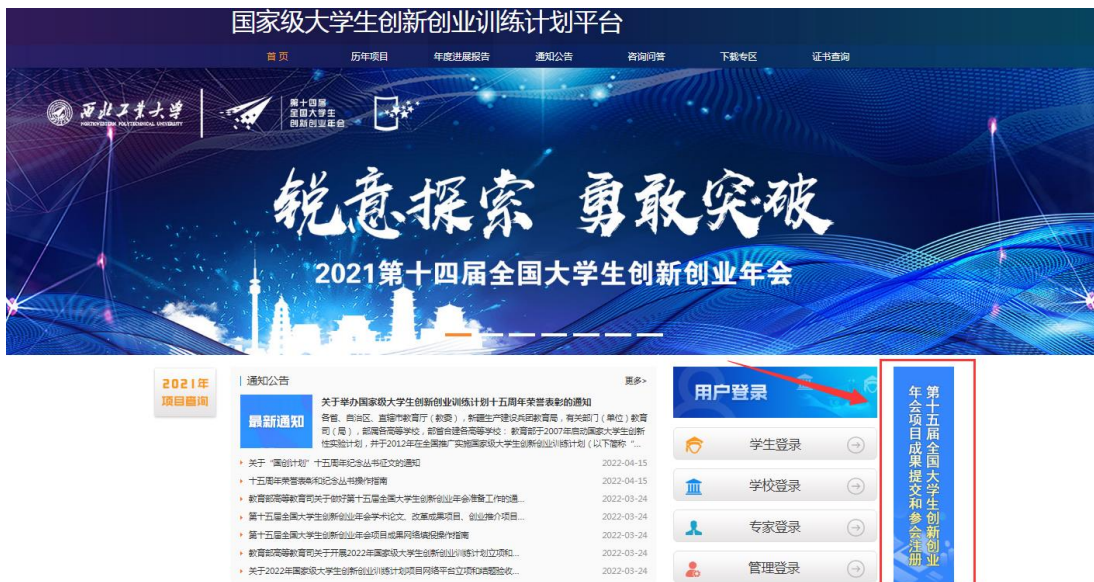 国家级大学生创新创业训练计划平台
首页 历年项目 年度进展报告 通知公告 咨询问答 下载专区 证书查询
西北工业大学
NORTHWESTERN POLYTECHNICAL UNIVERSITY
第十四届
全国大学生
创新创业年会
锐意探索 勇敢突破
2021第十四届全国大学生创新创业年会
2021年
项目查询
通知公告 更多>
最新通知
关于举办国家级大学生创新创业训练计划十五周年荣誉表彰的通知
各省、自治区、直辖市教育厅（教委），新疆生产建设兵团教育局，有关部门（单位）教育
司（局），部属各高等学校，部省合建各高等学校：教育部于2007年启动国家大学生创新
性实验计划，并于2012年在全国推广实施国家级大学生创新创业训练计划（以下简称“...
关于“国创计划”十五周年纪念丛书征文的通知 2022-04-15
十五周年荣誉表彰和纪念丛书操作指南 2022-04-15
教育部高等教育司关于做好第十五届全国大学生创新创业年会准备工作的通... 2022-03-24
第十五届全国大学生创新创业年会学术论文、改革成果项目、创业推介项目... 2022-03-24
第十五届全国大学生创新创业年会项目成果网络填报操作指南 2022-03-24
教育部高等教育司关于开展2022年国家级大学生创新创业训练计划立项和... 2022-03-24
关于2022年国家级大学生创新创业训练计划项目网络平台立项和结题验收... 2022-03-24
用户登录
学生登录
学校登录
专家登录
管理登录
第十五届全国大学生创新创业
年会项目成果提交和参会注册